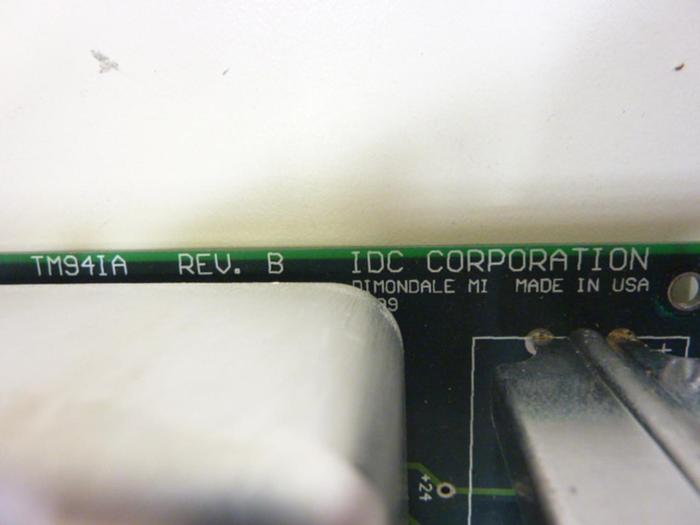 TM94IA REV. B IDC CORPORATION
DIMONDALE MI MADE IN USA
+24
+